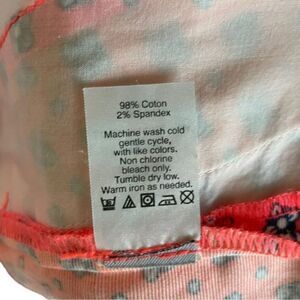 98% Coton
2% Spandex
Machine wash cold
gentle cycle,
with like colors.
Non chlorine
bleach only.
Tumble dry low.
Warm iron as needed.